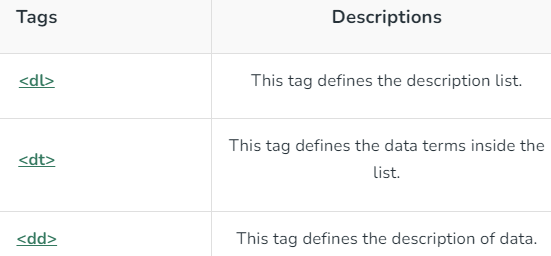 Tags Descriptions
<dl> This tag defines the description list.
<dt> This tag defines the data terms inside the
list.
<dd> This tag defines the description of data.